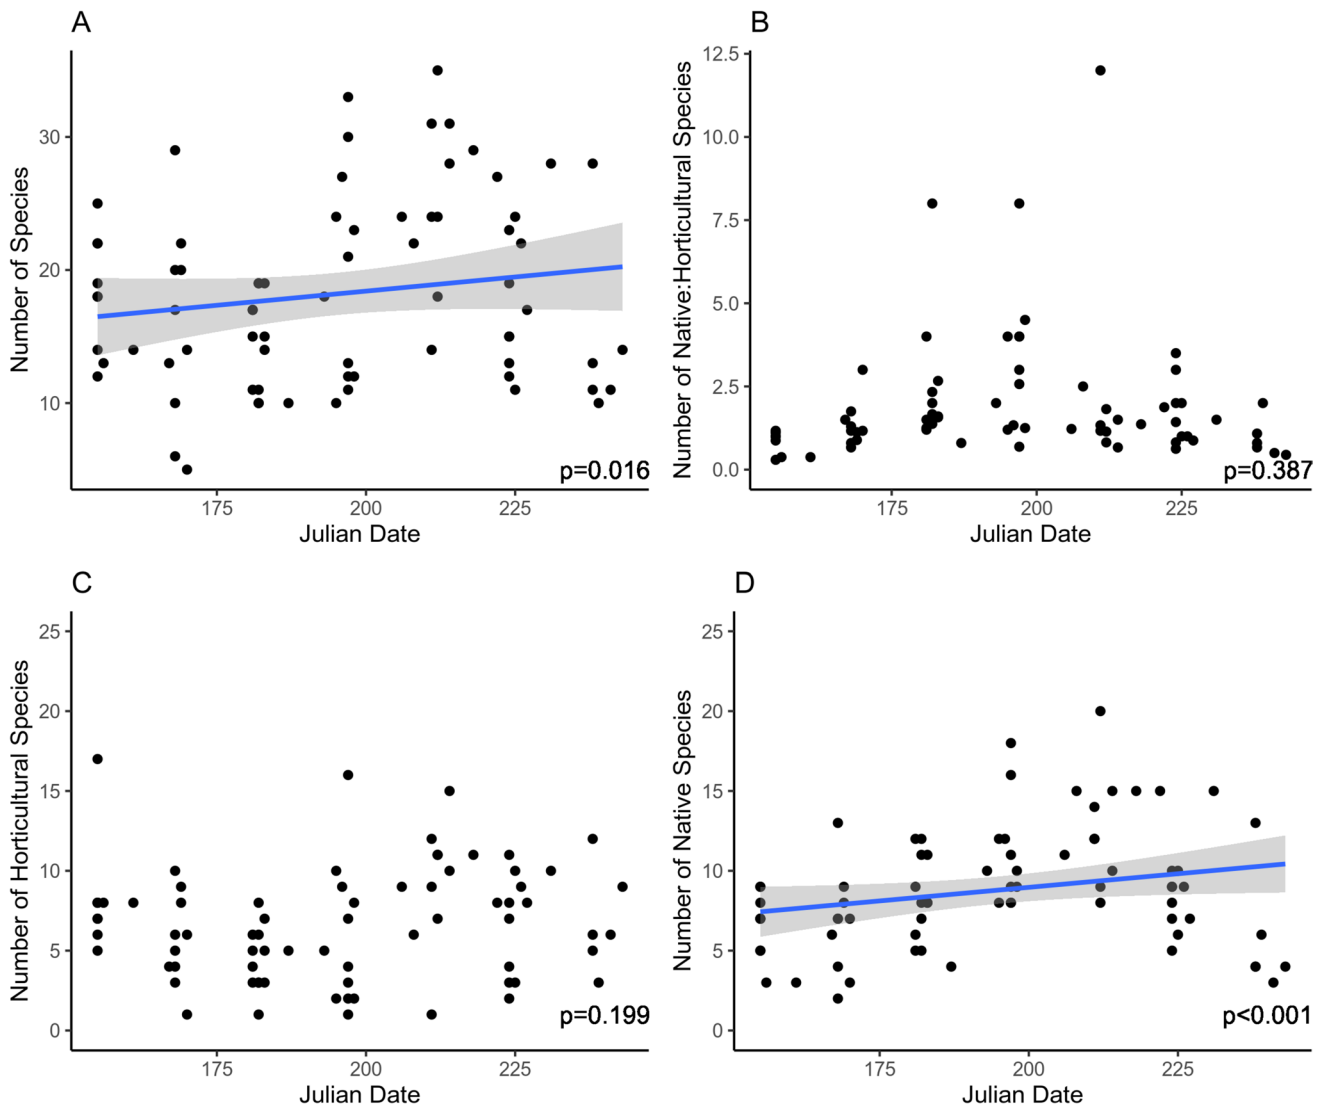 A
Number of Species
30
20
10
p=0.016
175
200
225
Julian Date
B
Number of Native:Horticultural Species
12.5
10.0
7.5
5.0
2.5
0.0
p=0.387
175
200
225
Julian Date
C
Number of Horticultural Species
25
20
15
10
5
0
p=0.199
175
200
225
Julian Date
D
Number of Native Species
25
20
15
10
5
0
p<0.001
175
200
225
Julian Date